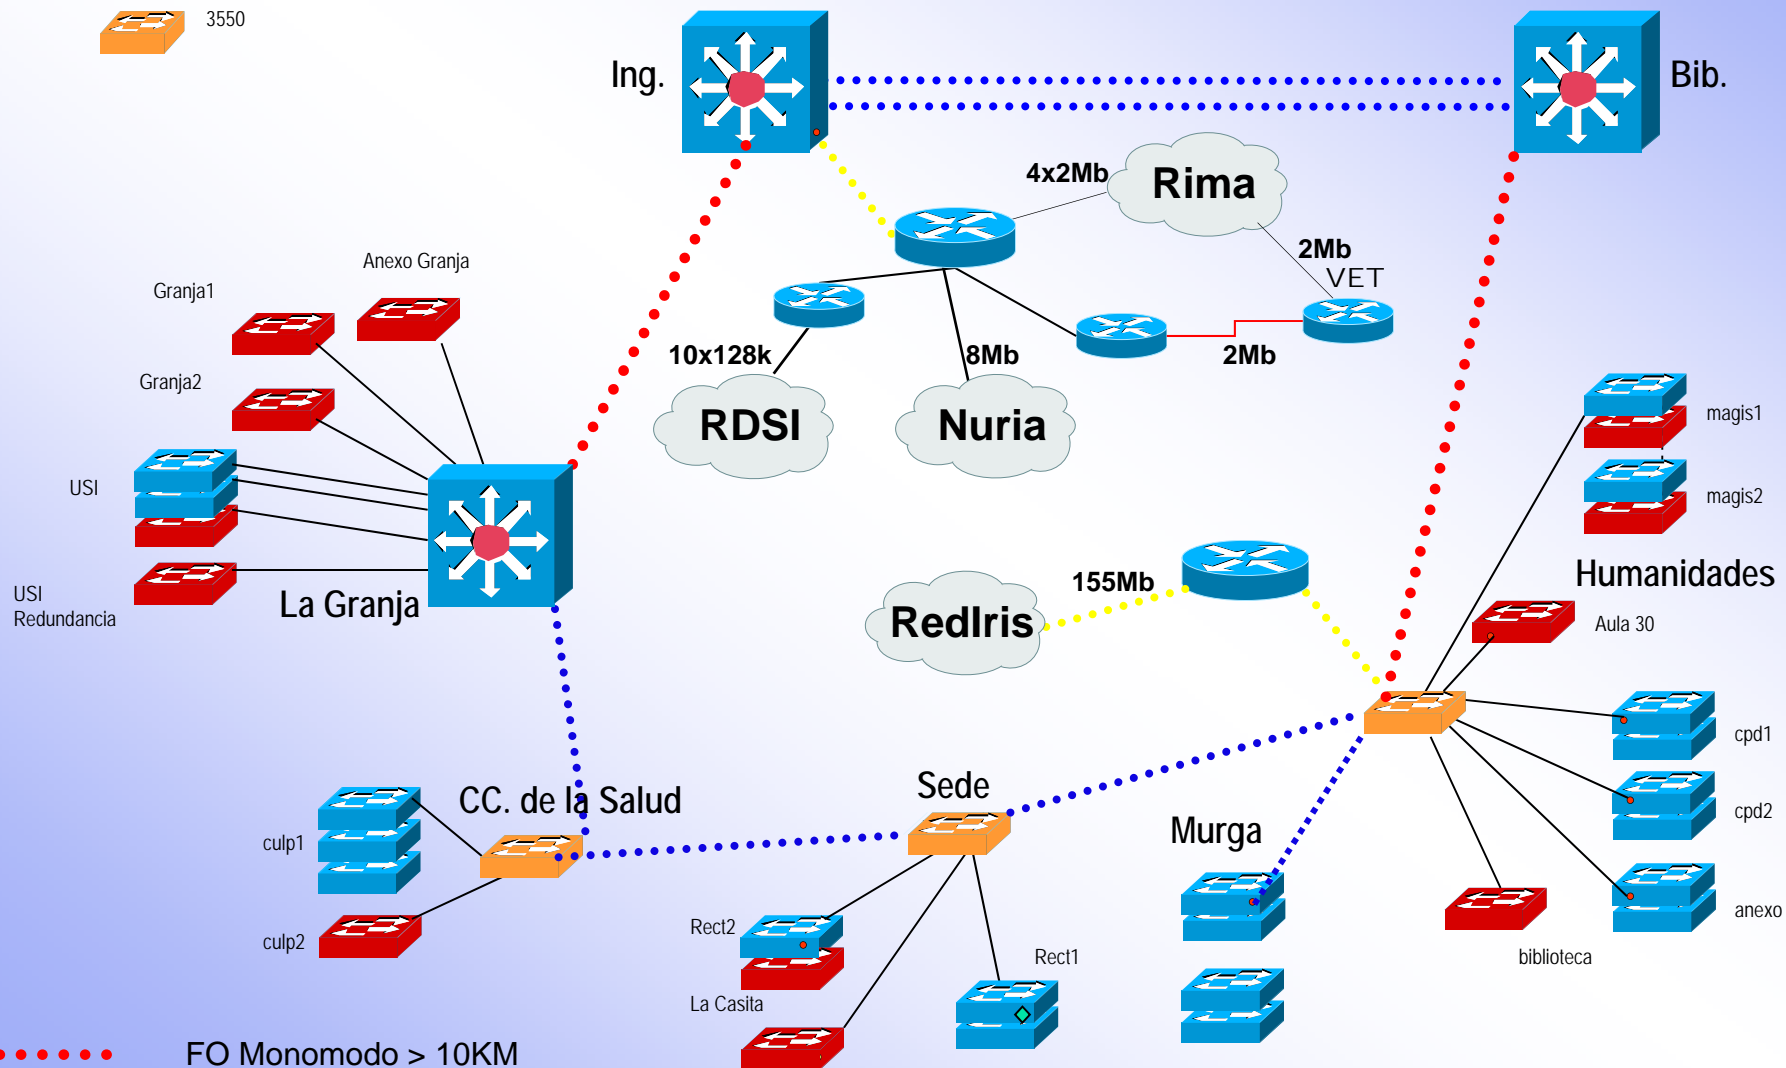 3550
Ing.
Bib.
4x2Mb
Rima
2Mb
VET
Anexo Granja
Granja1
10x128k
8Mb
2Mb
Granja2
RDSI
Nuria
magis1
USI
magis2
155Mb
Humanidades
USI
Redundancia
La Granja
RedIris
Aula 30
cpd1
Sede
CC. de la Salud
cpd2
culp1
Murga
anexo
Rect2
culp2
Rect1
biblioteca
La Casita
FO Monomodo > 10KM